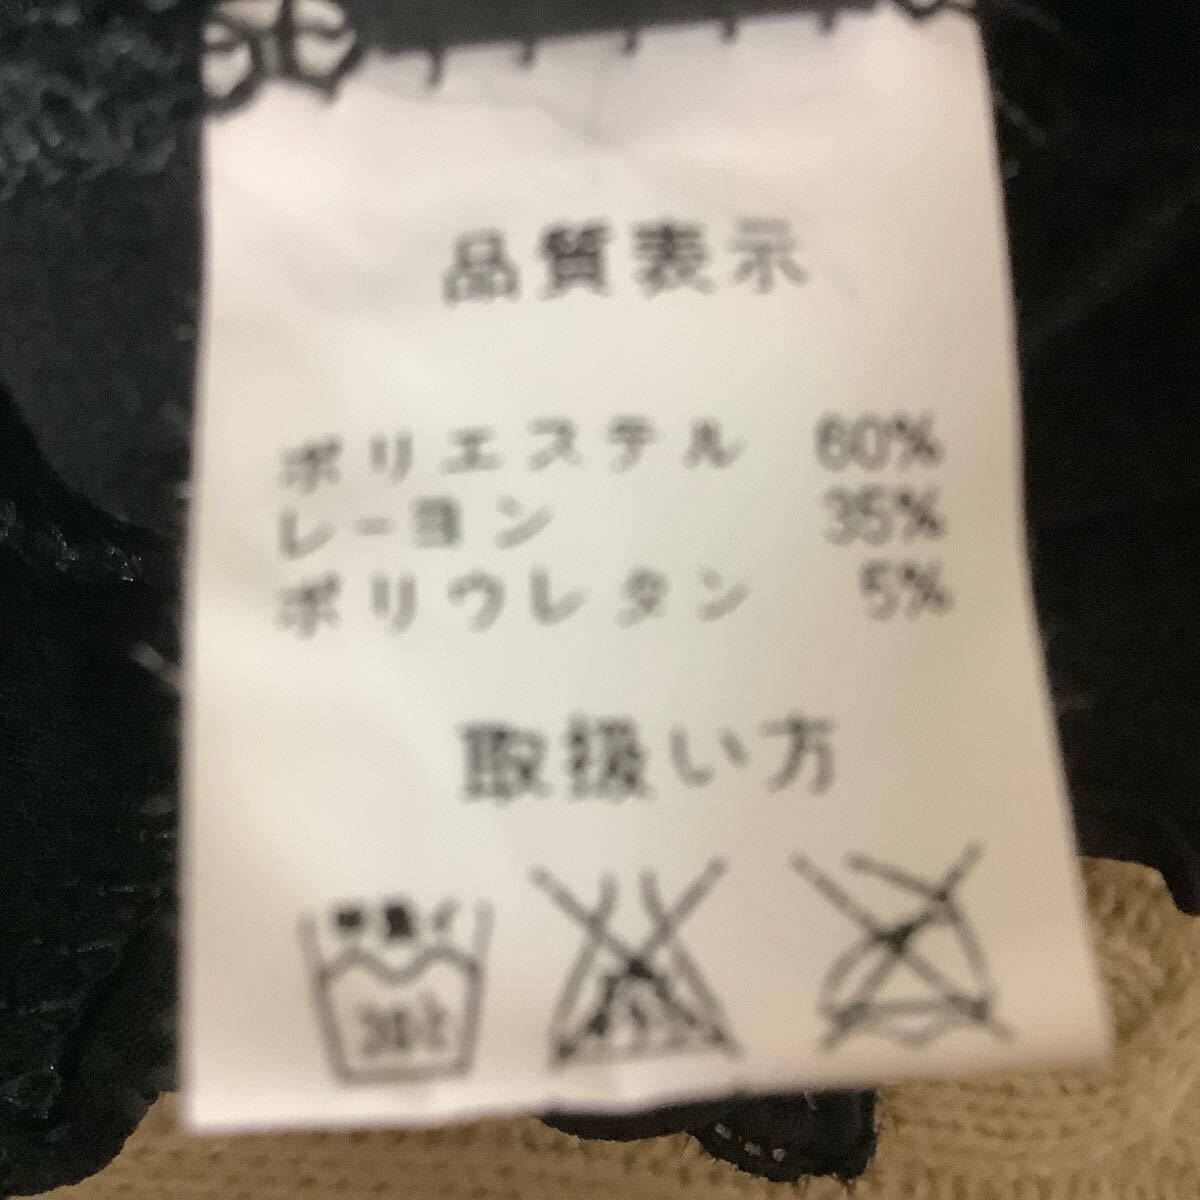 品質表示
ポリエステル 60%
レーヨン 35%
ポリウレタン 5%
取扱い方